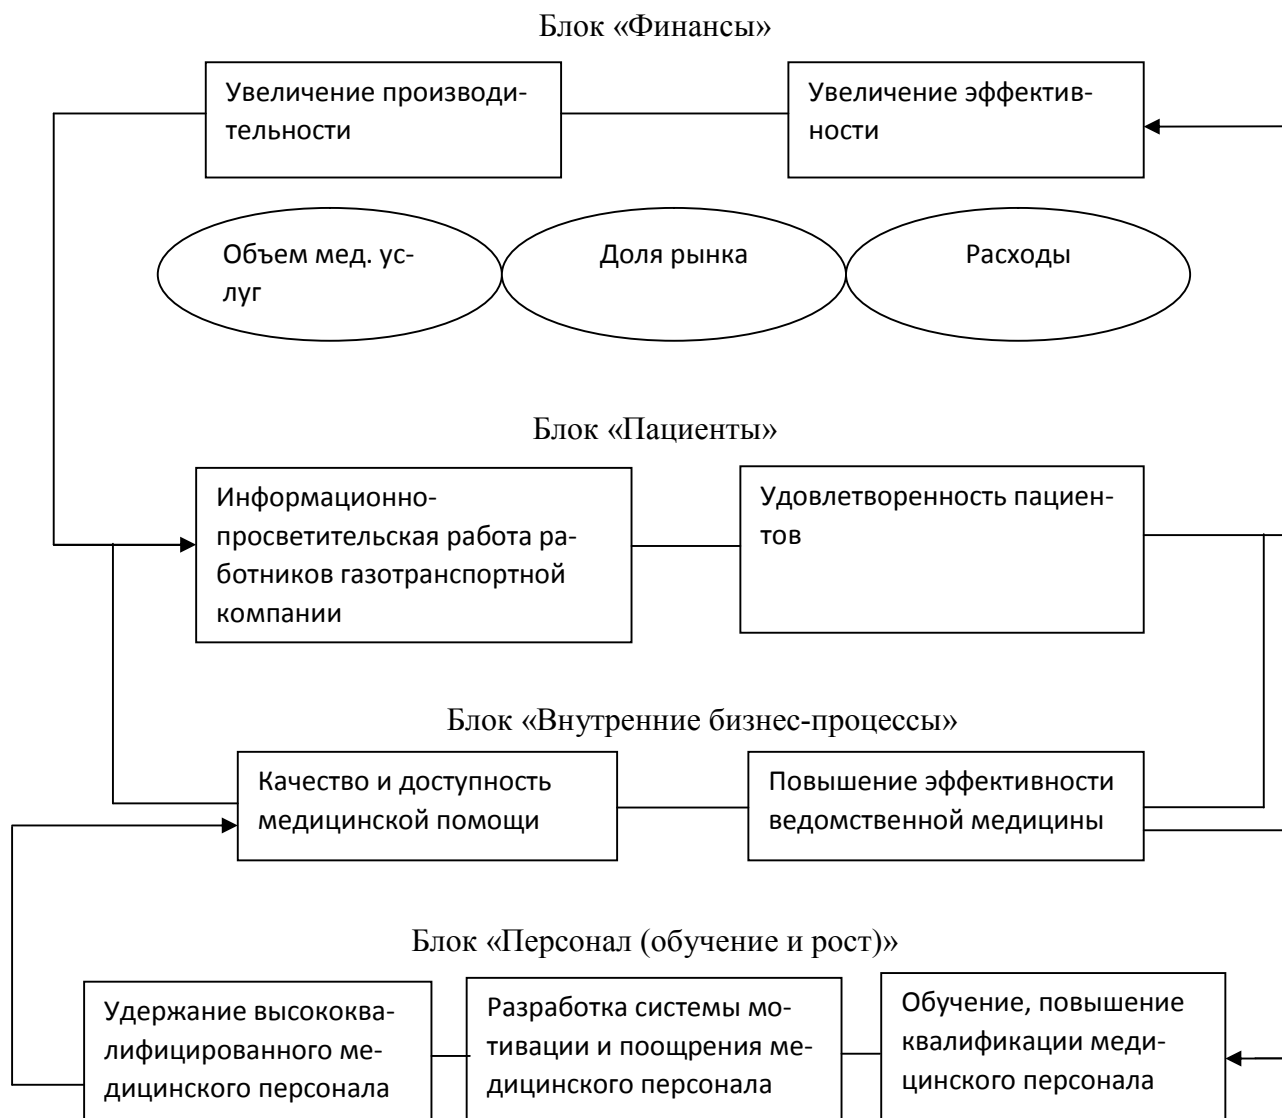 Блок «Финансы»
Увеличение производи-
тельности
Увеличение эффектив-
ности
Объем мед. ус-
луг
Доля рынка
Расходы
Блок «Пациенты»
Информационно-
просветительская работа ра-
ботников газотранспортной
компании
Удовлетворенность пациен-
тов
Блок «Внутренние бизнес-процессы»
Качество и доступность
медицинской помощи
Повышение эффективности
ведомственной медицины
Блок «Персонал (обучение и рост)»
Удержание высококва-
лифицированного ме-
дицинского персонала
Разработка системы мо-
тивации и поощрения ме-
дицинского персонала
Обучение, повышение
квалификации меди-
цинского персонала